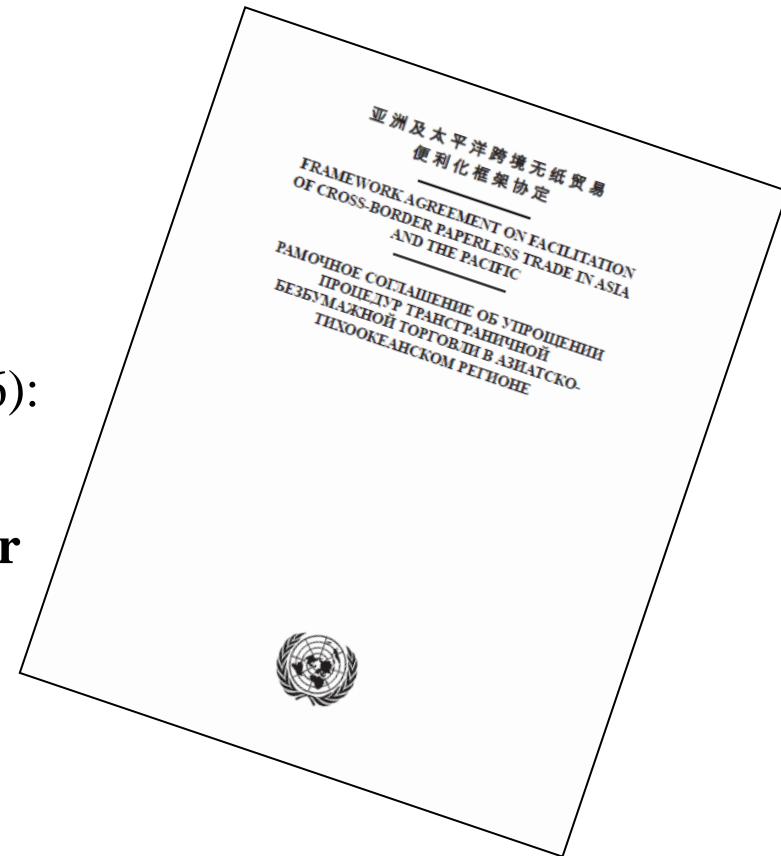 亚洲及太平洋跨境无纸贸易
便利化框架协定
FRAMEWORK AGREEMENT ON FACILITATION
OF CROSS-BORDER PAPERLESS TRADE IN ASIA
AND THE PACIFIC
РАМОЧНОЕ СОГЛАШЕНИЕ ОБ УПРОЩЕНИИ
ПРОЦЕДУР ТРАНСГРАНИЧНОЙ
БЕЗБУМАЖНОЙ ТОРГОВЛИ В АЗИАТСКО-
ТИХООКЕАНСКОМ РЕГИОНЕ
):
r